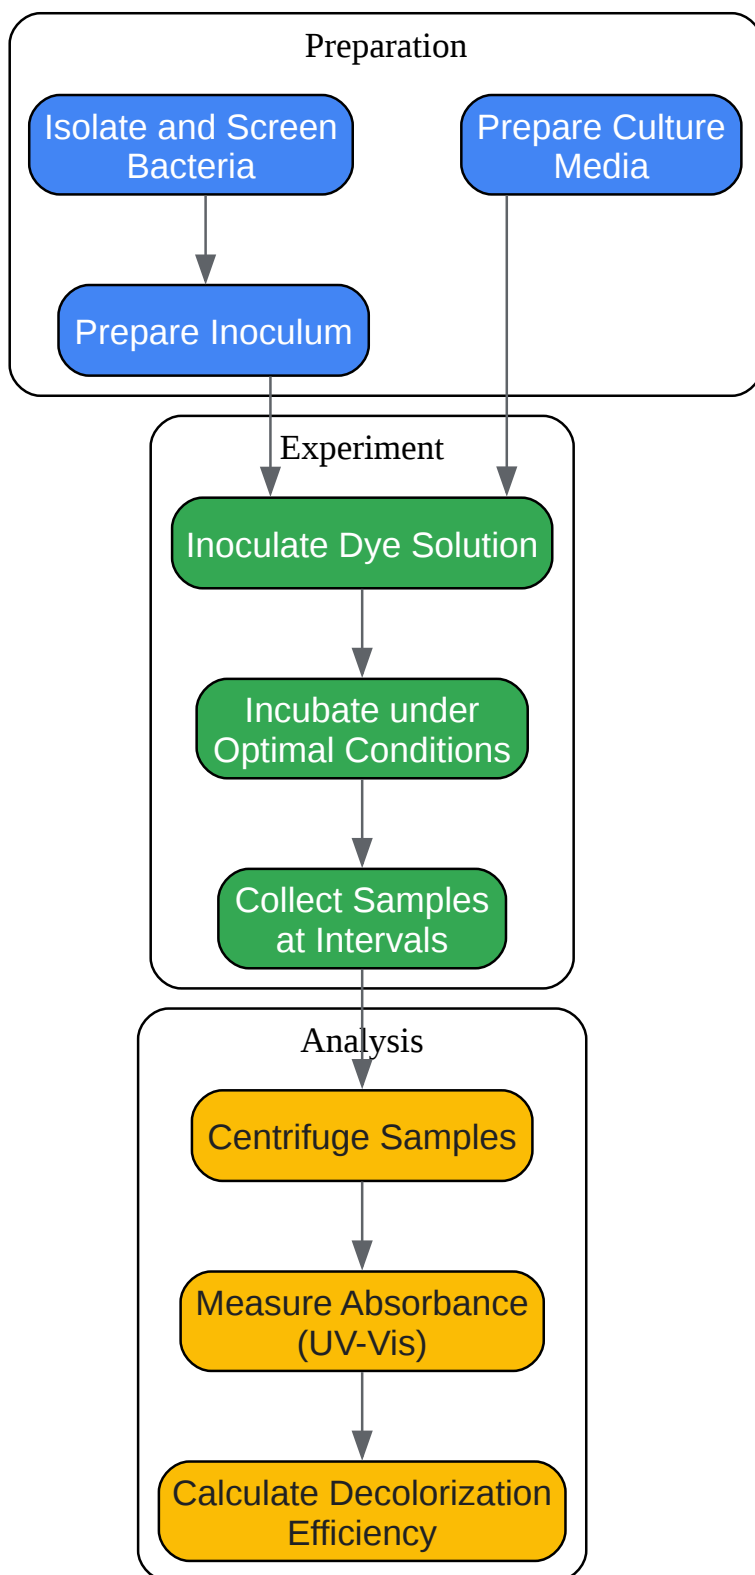 Preparation
Isolate and Screen
Bacteria
Prepare Culture
Media
Prepare Inoculum
Experiment
Inoculate Dye Solution
Incubate under
Optimal Conditions
Collect Samples
at Intervals
Analysis
Centrifuge Samples
Measure Absorbance
(UV-Vis)
Calculate Decolorization
Efficiency